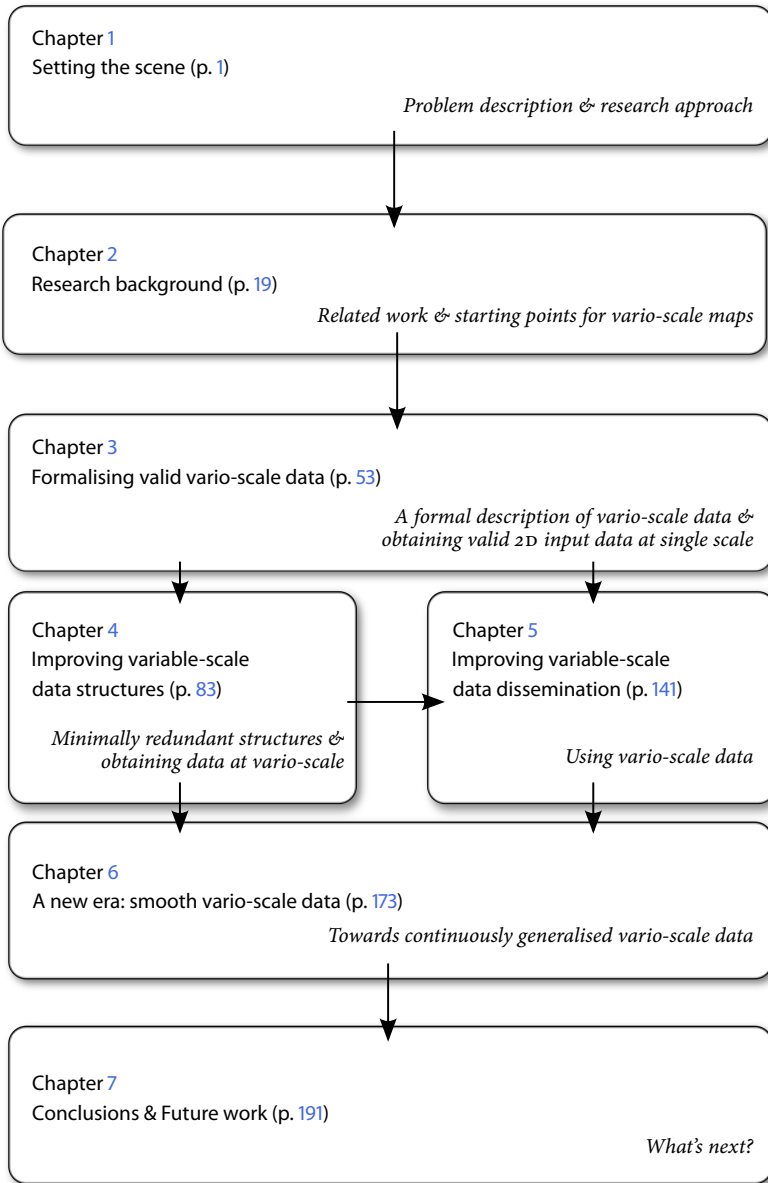 Chapter 1
Setting the scene (p. 1)
Problem description & research approach
Chapter 2
Research background (p. 19)
Related work & starting points for vario-scale maps
Chapter 3
Formalising valid vario-scale data (p. 53)
A formal description of vario-scale data &
obtaining valid 2D input data at single scale
Chapter 4
Improving variable-scale
data structures (p. 83)
Minimally redundant structures &
obtaining data at vario-scale
Chapter 5
Improving variable-scale
data dissemination (p. 141)
Using vario-scale data
Chapter 6
A new era: smooth vario-scale data (p. 173)
Towards continuously generalised vario-scale data
Chapter 7
Conclusions & Future work (p. 191)
What's next?